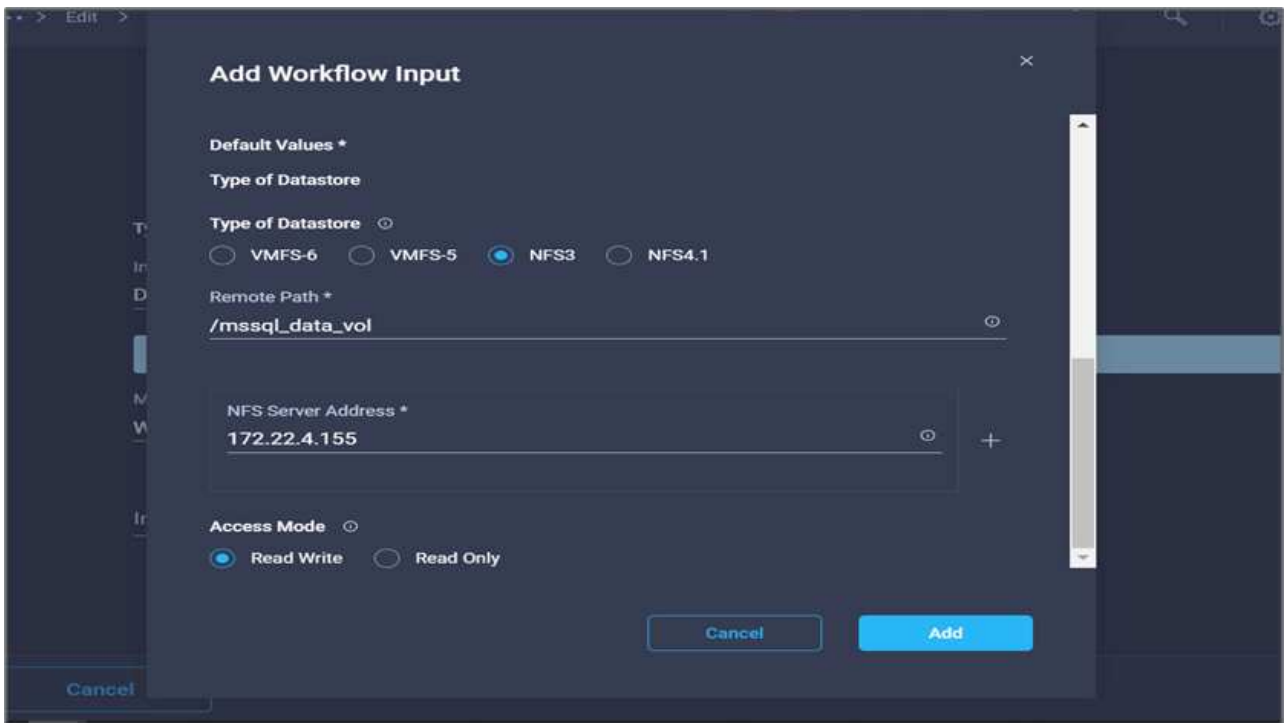 > Edit >
Add Workflow Input
Default Values *
Type of Datastore
Type of Datastore
VMFS-6 VMFS-5 NFS3 NFS4.1
Remote Path *
/mssql_data_vol
NFS Server Address *
172.22.4.155
Access Mode
Read Write Read Only
Cancel Add
Cancel